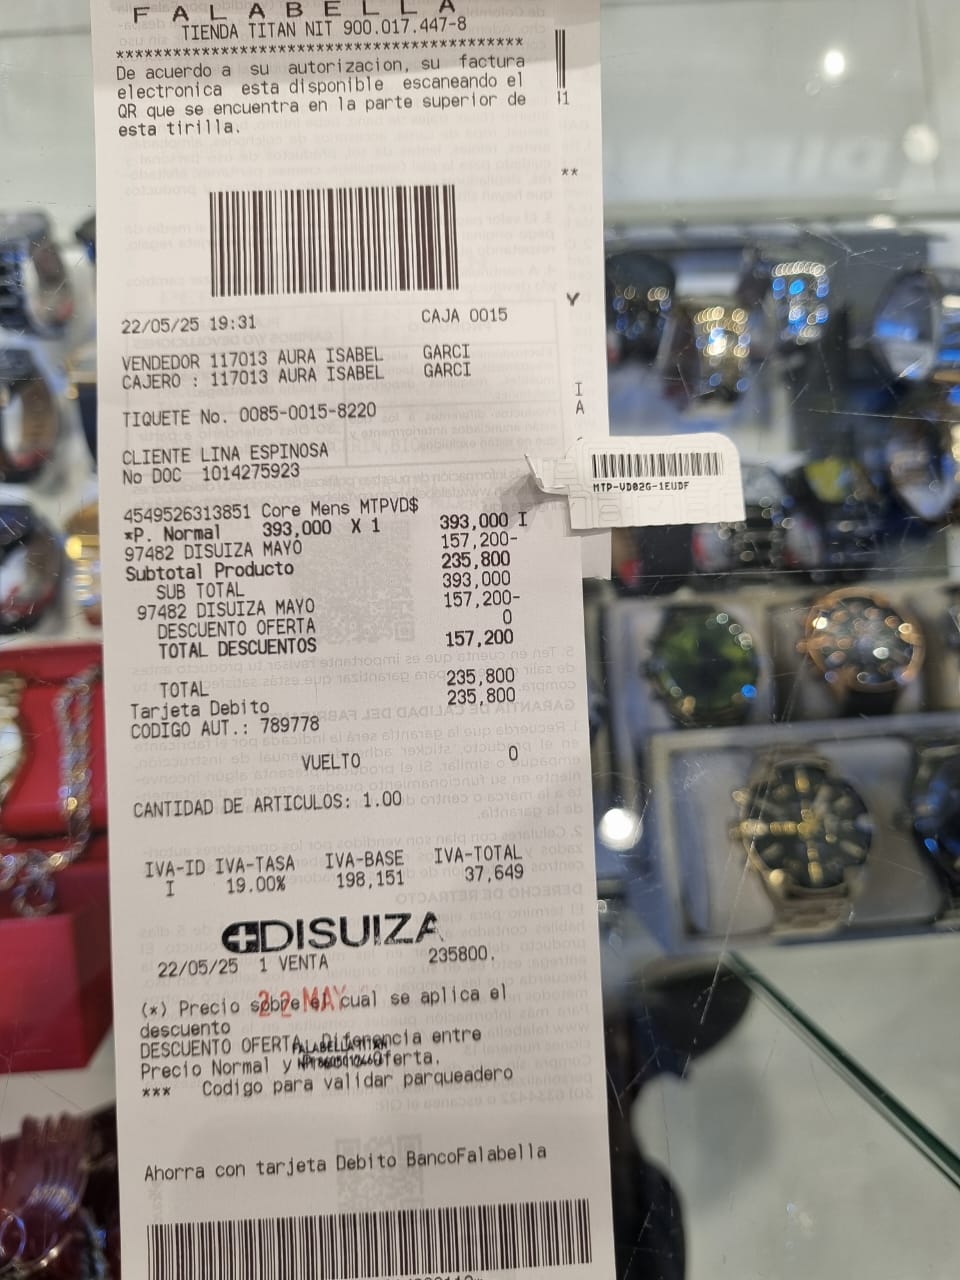 F A L A B E L L A
TIENDA TITAN NIT 900.017.447-8
****************************************************
De acuerdo a su autorizacion, su factura
electronica esta disponible escaneando el
QR que se encuentra en la parte superior de
esta tirilla.
22/05/25 19:31 CAJA 0015
VENDEDOR 117013 AURA ISABEL GARCI
CAJERO : 117013 AURA ISABEL GARCI
TIQUETE No. 0085-0015-8220
CLIENTE LINA ESPINOSA
No DOC 1014275923
MTP-VD02G-1EUDF
4549526313851 Core Mens MTPVD$ 393,000 I
*P. Normal 393,000 X 1
97482 DISUIZA MAYO 157,200-
Subtotal Producto 235,800
SUB TOTAL 393,000
97482 DISUIZA MAYO 157,200-
DESCUENTO OFERTA 0
TOTAL DESCUENTOS 157,200
TOTAL 235,800
Tarjeta Debito 235,800
CODIGO AUT.: 789778
VUELTO 0
CANTIDAD DE ARTICULOS: 1.00
IVA-ID IVA-TASA IVA-BASE IVA-TOTAL
I 19.00% 198,151 37,649
DISUIZA
22/05/25 1 VENTA 235800.
22 MAY
(*) Precio sobre el cual se aplica el
descuento
DESCUENTO OFERTA Diferencia entre
Precio Normal y Oferta.
*** Codigo para validar parqueadero
Ahorra con tarjeta Debito BancoFalabella